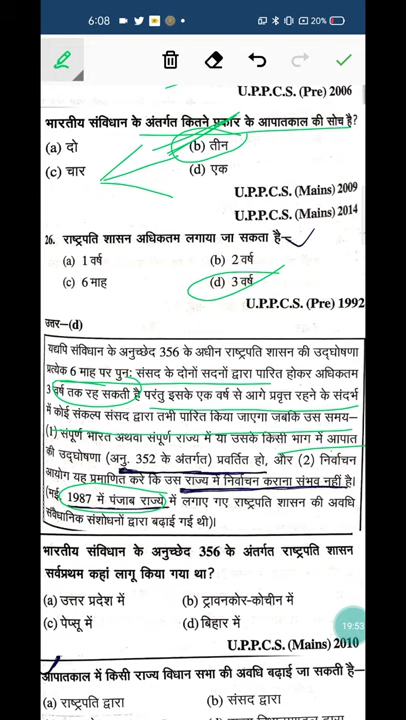 6:08
20%
U.P.P.C.S. (Pre) 2006
भारतीय संविधान के अंतर्गत कितने प्रकार के आपातकाल की सोच है?
(a) दो (b) तीन
(c) चार (d) एक
U.P.P.C.S. (Mains) 2009
U.P.P.C.S. (Mains) 2014
26. राष्ट्रपति शासन अधिकतम लगाया जा सकता है–
(a) 1 वर्ष (b) 2 वर्ष
(c) 6 माह (d) 3 वर्ष
U.P.P.C.S. (Pre) 1992
उत्तर–(d)
यद्यपि संविधान के अनुच्छेद 356 के अधीन राष्ट्रपति शासन की उद्घोषणा
प्रत्येक 6 माह पर पुन: संसद के दोनों सदनों द्वारा पारित होकर अधिकतम
3 वर्ष तक रह सकती है परंतु इसके एक वर्ष से आगे प्रवृत्त रहने के संदर्भ
में कोई संकल्प संसद द्वारा तभी पारित किया जाएगा जबकि उस समय–
(1) संपूर्ण भारत अथवा संपूर्ण राज्य में या उसके किसी भाग में आपात
की उद्घोषणा (अनु. 352 के अंतर्गत) प्रवर्तित हो, और (2) निर्वाचन
आयोग यह प्रमाणित करे कि उस राज्य में निर्वाचन कराना संभव नहीं है।
(मई, 1987 में पंजाब राज्य में लगाए गए राष्ट्रपति शासन की अवधि
संवैधानिक संशोधनों द्वारा बढ़ाई गई थी)।
भारतीय संविधान के अनुच्छेद 356 के अंतर्गत राष्ट्रपति शासन
सर्वप्रथम कहां लागू किया गया था?
(a) उत्तर प्रदेश में (b) ट्रावनकोर-कोचीन में
(c) पेप्सू में (d) बिहार में
19:53
U.P.P.C.S. (Mains) 2010
आपातकाल में किसी राज्य विधान सभा की अवधि बढ़ाई जा सकती है–
(a) राष्ट्रपति द्वारा (b) संसद द्वारा